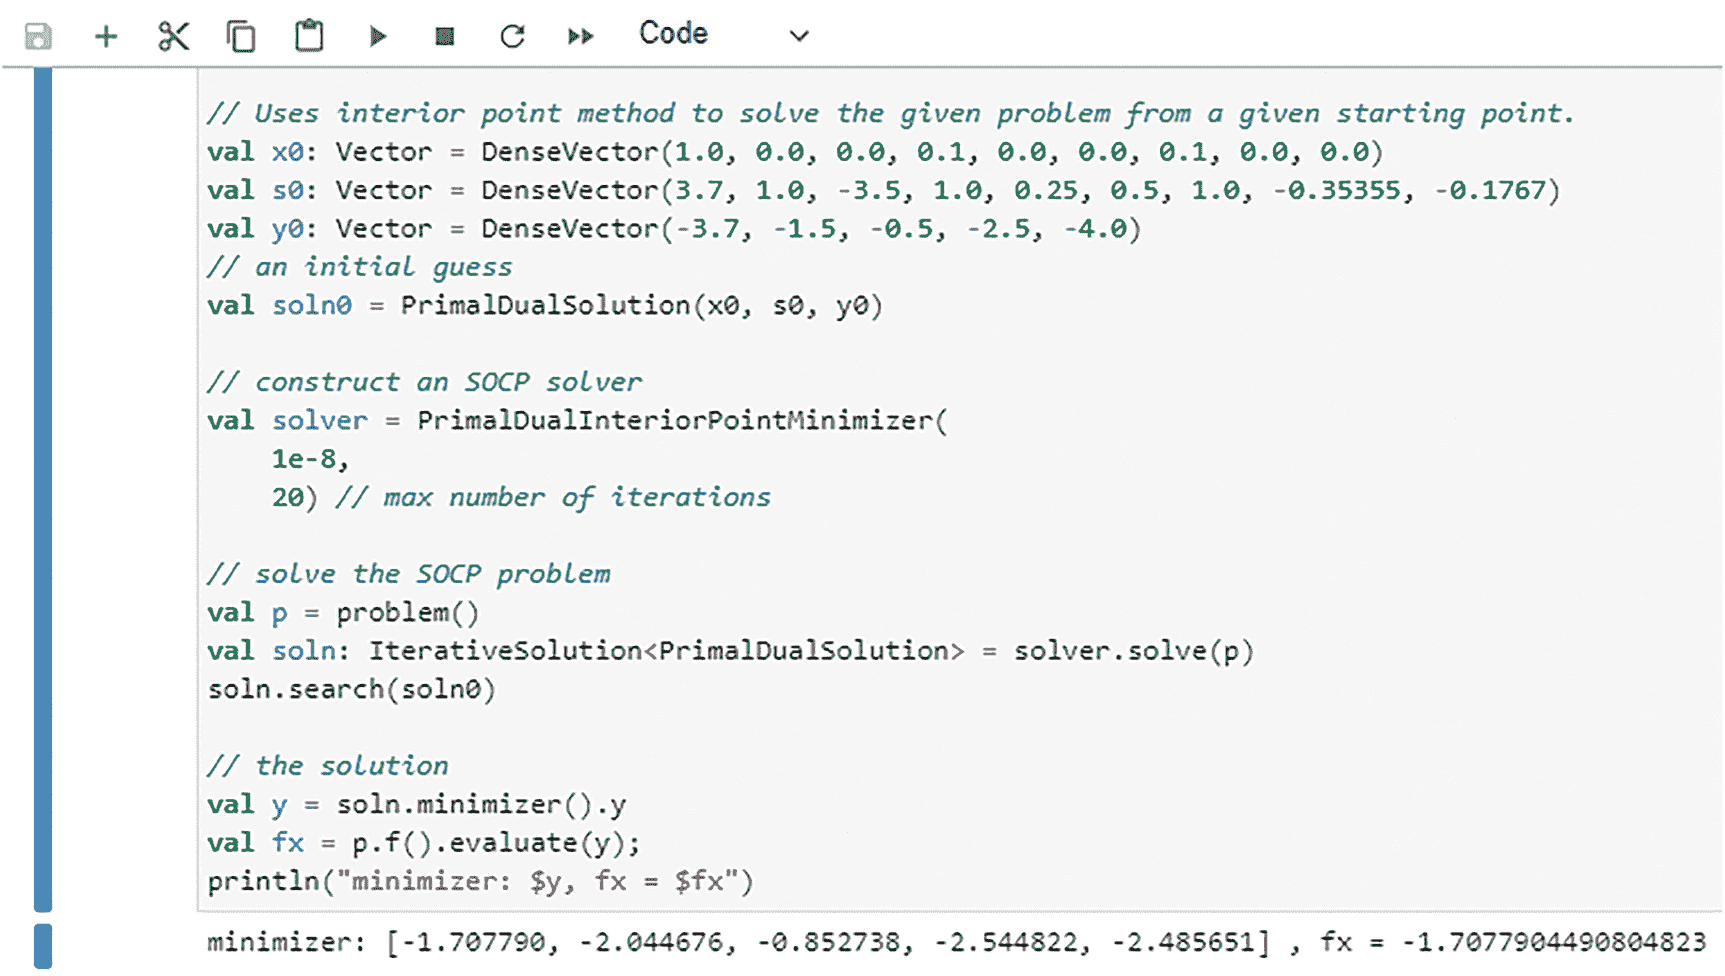 Code
// Uses interior point method to solve the given problem from a given starting point.
val x0: Vector = DenseVector(1.0, 0.0, 0.0, 0.1, 0.0, 0.0, 0.1, 0.0, 0.0)
val s0: Vector = DenseVector(3.7, 1.0, -3.5, 1.0, 0.25, 0.5, 1.0, -0.35355, -0.1767)
val y0: Vector = DenseVector(-3.7, -1.5, -0.5, -2.5, -4.0)
// an initial guess
val soln0 = PrimalDualSolution(x0, s0, y0)
// construct an SOCP solver
val solver = PrimalDualInteriorPointMinimizer(
1e-8,
20) // max number of iterations
// solve the SOCP problem
val p = problem()
val soln: IterativeSolution<PrimalDualSolution> = solver.solve(p)
soln.search(soln0)
// the solution
val y = soln.minimizer().y
val fx = p.f().evaluate(y);
println("minimizer: $y, fx = $fx")
minimizer: [-1.707790, -2.044676, -0.852738, -2.544822, -2.485651] , fx = -1.7077904490804823